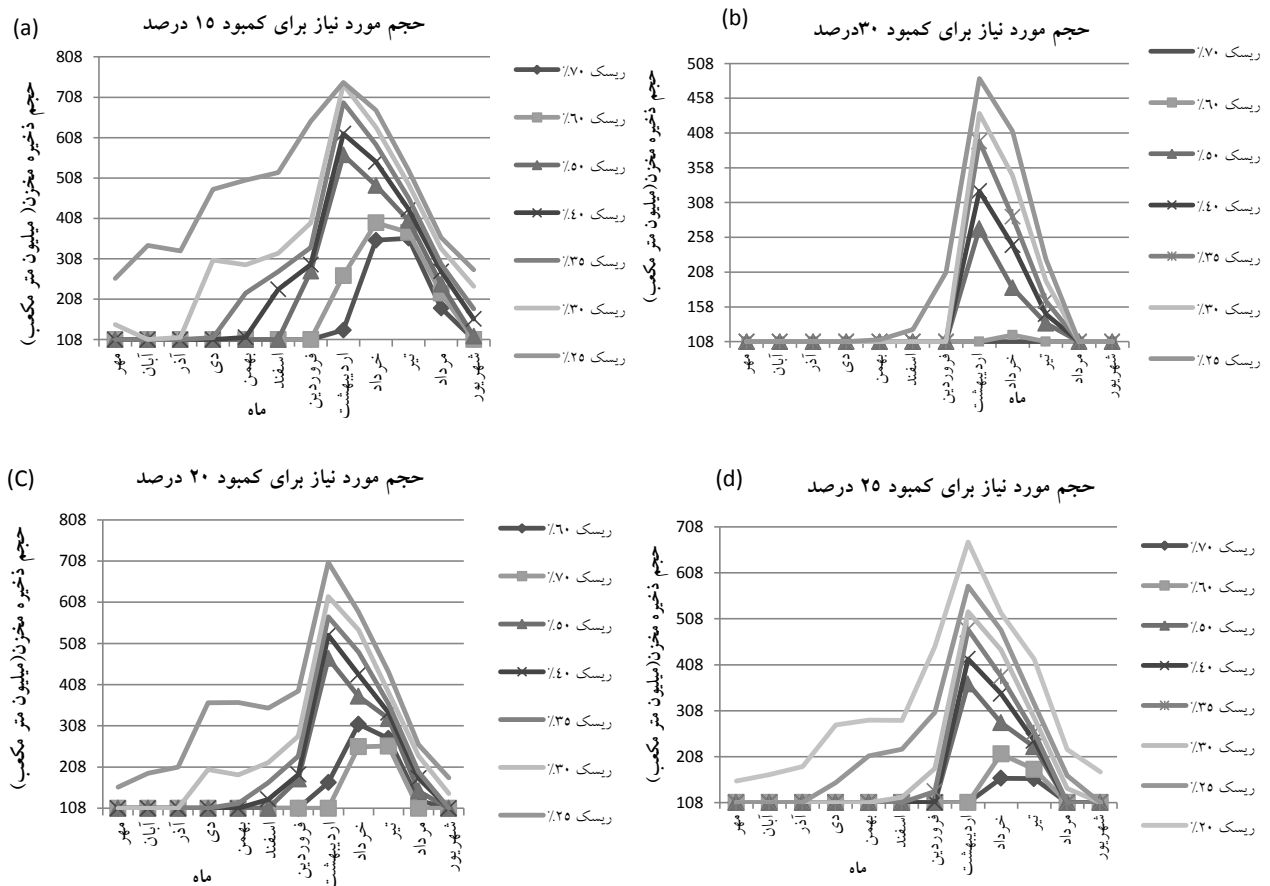 (a)
حجم مورد نیاز برای کمبود ۱۵ درصد
حجم ذخیره مخزن( میلیون متر مکعب)
808
708
608
508
408
308
208
108
مهر
آبان
آذر
دی
بهمن
اسفند
فروردین
اردیبهشت
خرداد
تیر
مرداد
شهریور
ماه
ریسک ۷۰٪
ریسک ۶۰٪
ریسک ۵۰٪
ریسک ۴۰٪
ریسک ۳۵٪
ریسک ۳۰٪
ریسک ۲۵٪
(b)
حجم مورد نیاز برای کمبود ۳۰درصد
حجم ذخیره مخزن(میلیون متر مکعب)
508
458
408
358
308
258
208
158
108
مهر
آبان
آذر
دی
بهمن
اسفند
فروردین
اردیبهشت
خرداد
تیر
مرداد
شهریور
ماه
ریسک ۷۰٪
ریسک ۶۰٪
ریسک ۵۰٪
ریسک ۴۰٪
ریسک ۳۵٪
ریسک ۳۰٪
ریسک ۲۵٪
(C)
حجم مورد نیاز برای کمبود ۲۰ درصد
حجم ذخیره مخزن(میلیون متر مکعب)
808
708
608
508
408
308
208
108
مهر
آبان
آذر
دی
بهمن
اسفند
فروردین
اردیبهشت
خرداد
تیر
مرداد
شهریور
ماه
ریسک ۶۰٪
ریسک ۷۰٪
ریسک ۵۰٪
ریسک ۴۰٪
ریسک ۳۵٪
ریسک ۳۰٪
ریسک ۲۵٪
(d)
حجم مورد نیاز برای کمبود ۲۵ درصد
حجم ذخیره مخزن(میلیون متر مکعب)
708
608
508
408
308
208
108
مهر
آبان
آذر
دی
بهمن
اسفند
فروردین
اردیبهشت
خرداد
تیر
مرداد
شهریور
ماه
ریسک ۷۰٪
ریسک ۶۰٪
ریسک ۵۰٪
ریسک ۴۰٪
ریسک ۳۵٪
ریسک ۳۰٪
ریسک ۲۵٪
ریسک ۲۰٪